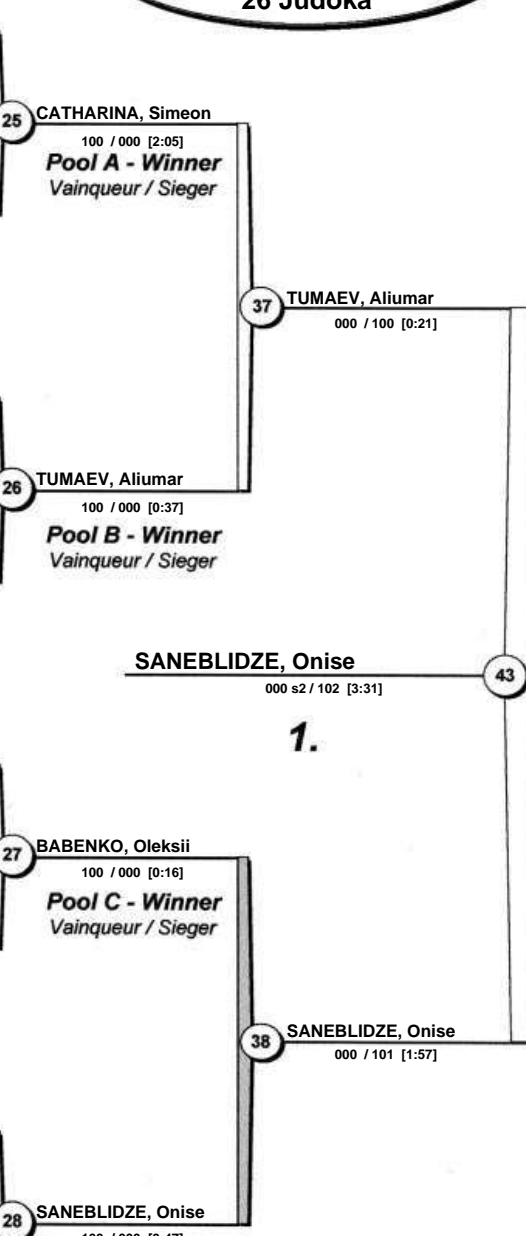 26 Judoka
25
CATHARINA, Simeon
100 / 000 [2:05]
Pool A - Winner
Vainqueur / Sieger
37
TUMAEV, Aliumar
000 / 100 [0:21]
26
TUMAEV, Aliumar
100 / 000 [0:37]
Pool B - Winner
Vainqueur / Sieger
SANEBLIDZE, Onise
43
000 s2 / 102 [3:31]
1.
27
BABENKO, Oleksii
100 / 000 [0:16]
Pool C - Winner
Vainqueur / Sieger
38
SANEBLIDZE, Onise
000 / 101 [1:57]
28
SANEBLIDZE, Onise